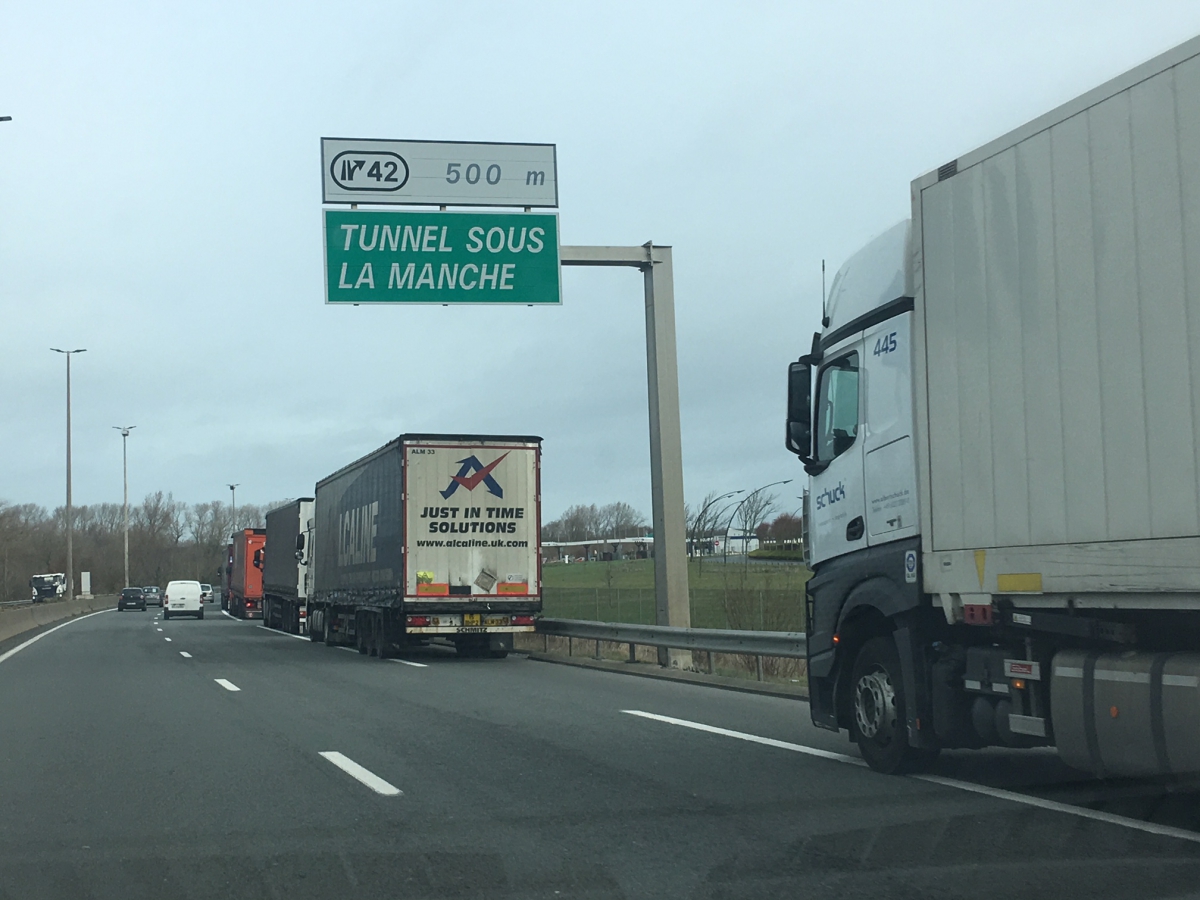 42 500 m
TUNNEL SOUS
LA MANCHE
445
schuck
ALM 33
JUST IN TIME
SOLUTIONS
www.alcaline.uk.com
ALCALINE
SCHMITZ